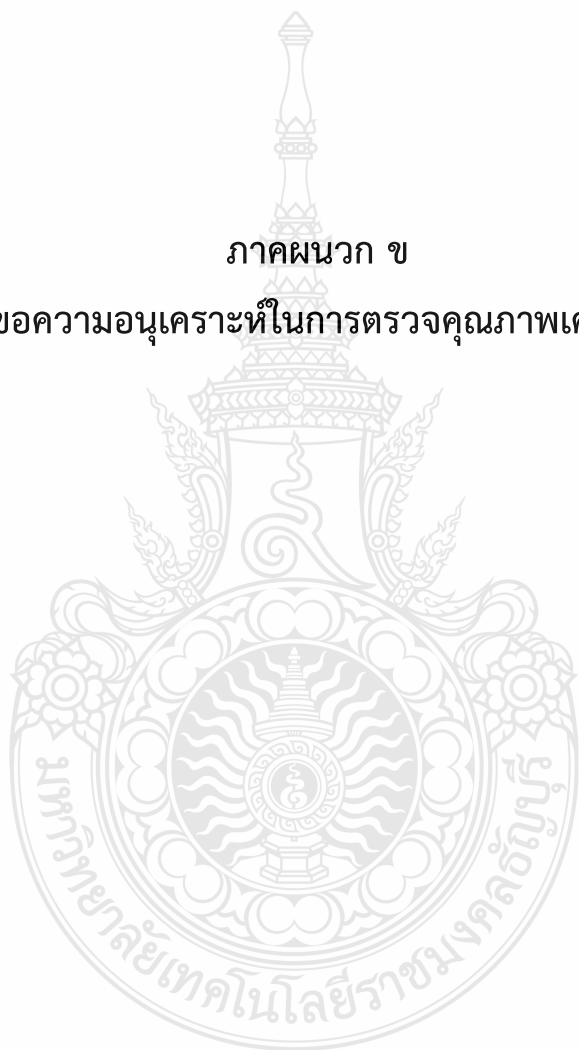 ภาคผนวก ข
ขอความอนุเคราะห์ในการตรวจคุณภาพ
มหาวิทยาลัยเทคโนโลยีราชมงคลธัญบุรี